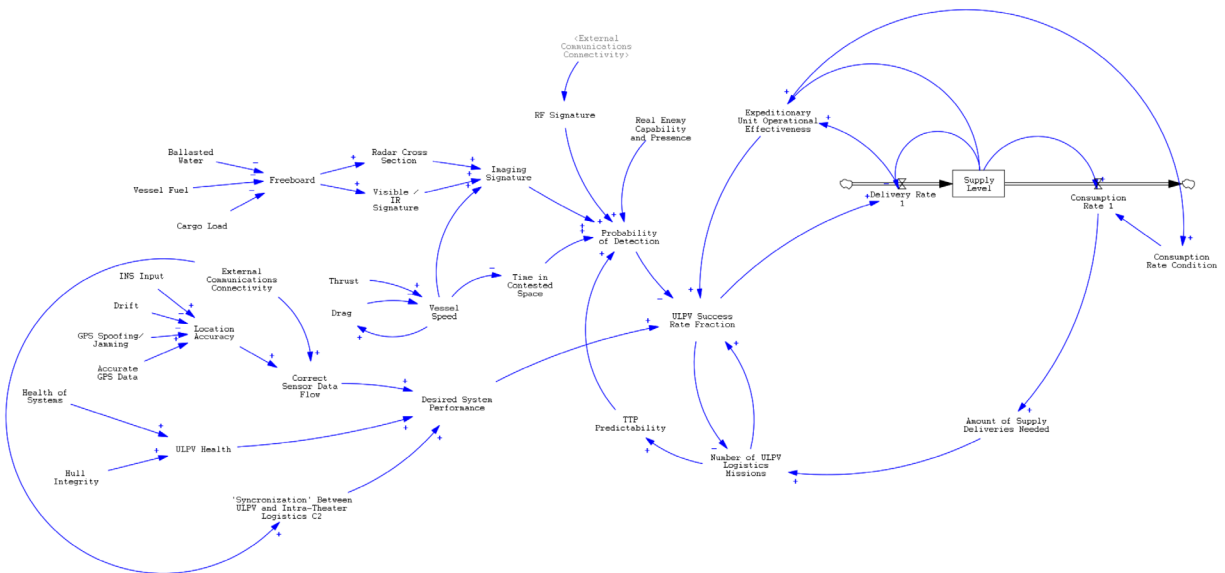 <External
Communications
Connectivity>
RF Signature
Real Enemy
Capability
and Presence
Expeditionary
Unit Operational
Effectiveness
Ballasted
Water
Vessel Fuel
Cargo Load
Freeboard
Radar Cross
Section
Visible /
IR
Signature
Imaging
Signature
Probability
of Detection
Delivery Rate
1
Supply
Level
Consumption
Rate 1
Consumption
Rate Condition
INS Input
Drift
GPS Spoofing/
Jamming
Accurate
GPS Data
Location
Accuracy
External
Communications
Connectivity
Thrust
Drag
Vessel
Speed
Time in
Contested
Space
ULPV Success
Rate Fraction
Correct
Sensor Data
Flow
Desired System
Performance
Health of
Systems
ULPV Health
Hull
Integrity
'Syncronization' Between
ULPV and Intra-Theater
Logistics C2
TTP
Predictability
Number of ULPV
Logistics
Missions
Amount of Supply
Deliveries Needed